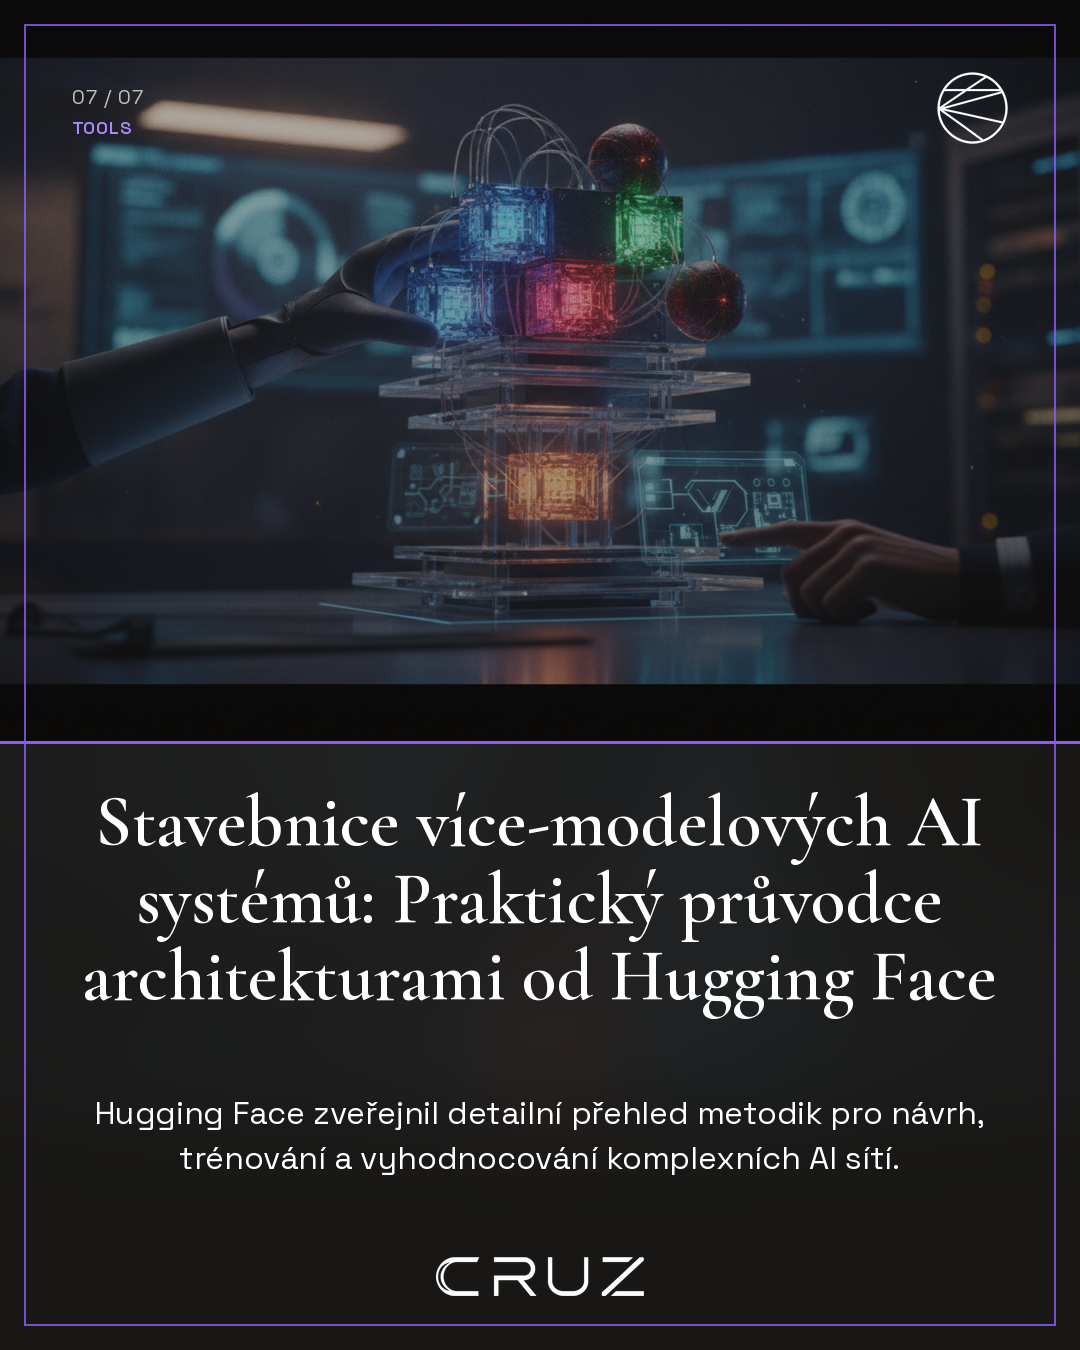 07 / 07
TOOLS
Stavebnice více-modelových AI
systémů: Praktický průvodce
architekturami od Hugging Face
Hugging Face zveřejnil detailní přehled metodik pro návrh,
trénování a vyhodnocování komplexních AI sítí.
CRUZ